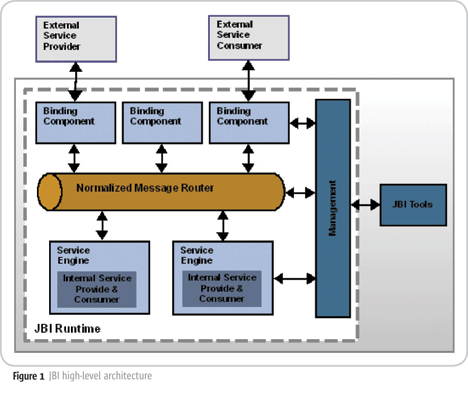 External
Service
Provider
External
Service
Consumer
Binding
Component
Binding
Component
Binding
Component
Normalized Message Router
Management
JBI Tools
Service
Engine
Internal Service
Provide &
Consumer
Service
Engine
Internal Service
Provide &
Consumer
JBI Runtime
Figure 1 JBI high-level architecture